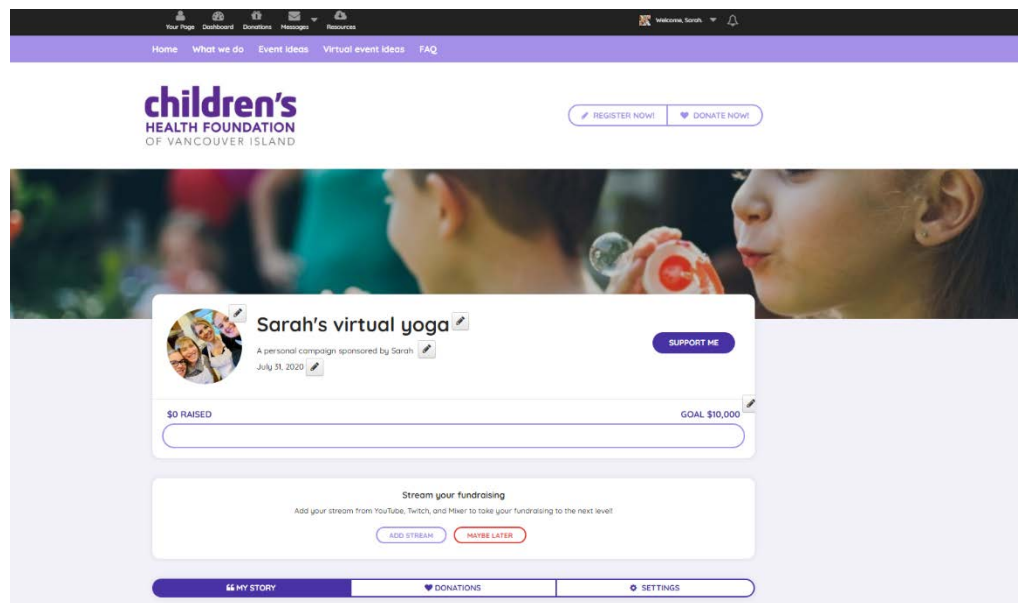 Your Page Dashboard Donations Messages Resources
Welcome, Sarah.
Home What we do Event Ideas Virtual event ideas FAQ
children's
HEALTH FOUNDATION
OF VANCOUVER ISLAND
REGISTER NOW! DONATE NOW!
Sarah's virtual yoga
A personal campaign sponsored by Sarah
SUPPORT ME
July 31, 2020
$0 RAISED GOAL $10,000
Stream your fundraising
Add your stream from YouTube, Twitch, and Mixer to take your fundraising to the next level!
ADD STREAM MAYBE LATER
MY STORY DONATIONS SETTINGS